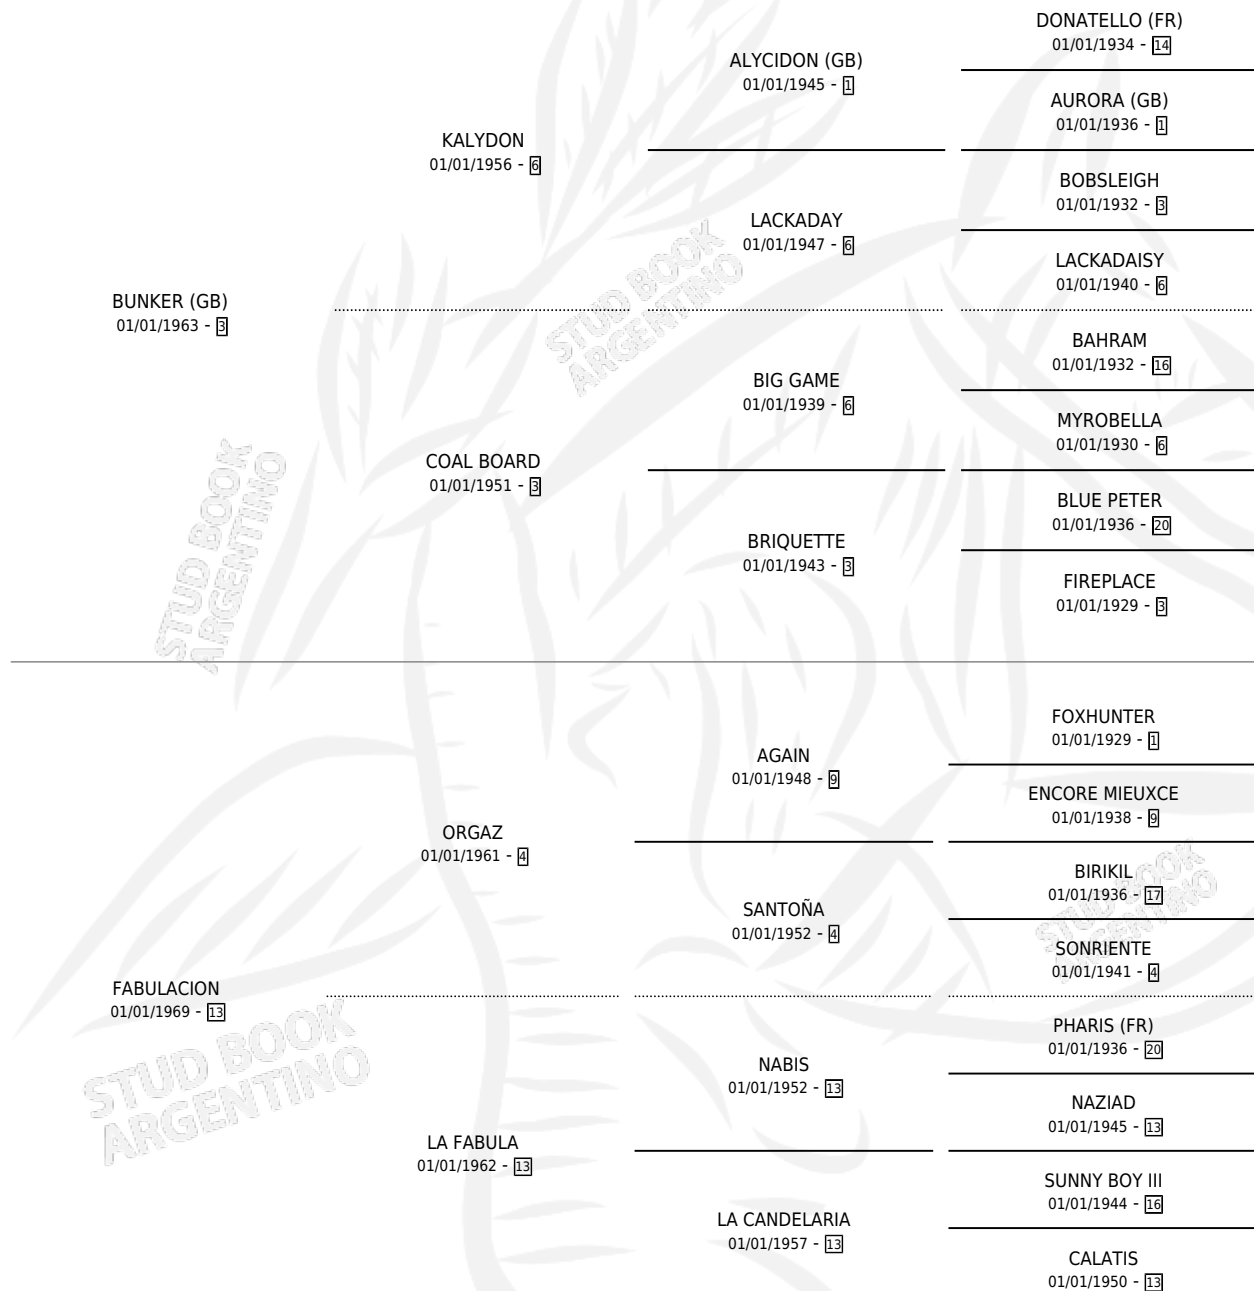 DONATELLO (FR)
01/01/1934 - 14
ALYCIDON (GB)
01/01/1945 - 1
AURORA (GB)
01/01/1936 - 1
KALYDON
01/01/1956 - 6
BOBSLEIGH
01/01/1932 - 3
LACKADAY
01/01/1947 - 6
LACKADAISY
01/01/1940 - 6
BUNKER (GB)
01/01/1963 - 3
STUD BOOK
ARGENTINO
BAHRAM
01/01/1932 - 16
BIG GAME
01/01/1939 - 6
MYROBELLA
01/01/1930 - 6
COAL BOARD
01/01/1951 - 3
BLUE PETER
01/01/1936 - 20
BRIQUETTE
01/01/1943 - 3
FIREPLACE
01/01/1929 - 3
STUD BOOK
ARGENTINO
FOXHUNTER
01/01/1929 - 1
AGAIN
01/01/1948 - 9
ENCORE MIEUXCE
01/01/1938 - 9
ORGAZ
01/01/1961 - 4
BIRIKIL
01/01/1936 - 17
SANTOÑA
01/01/1952 - 4
SONRIENTE
01/01/1941 - 4
STUD BOOK
ARGENTINO
FABULACION
01/01/1969 - 13
PHARIS (FR)
01/01/1936 - 20
NABIS
01/01/1952 - 13
NAZIAD
01/01/1945 - 13
STUD BOOK
ARGENTINO
LA FABULA
01/01/1962 - 13
SUNNY BOY III
01/01/1944 - 16
LA CANDELARIA
01/01/1957 - 13
CALATIS
01/01/1950 - 13